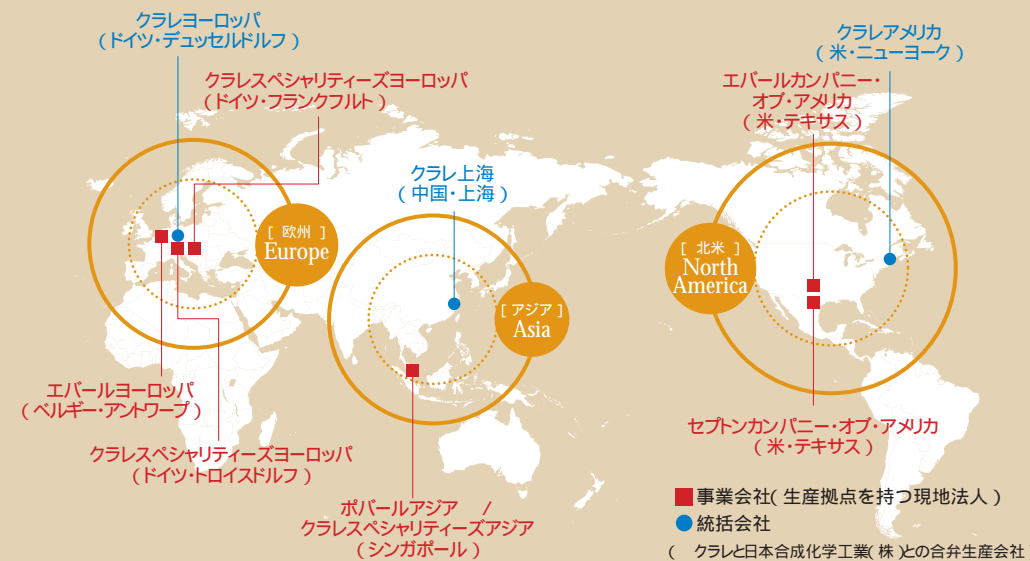 クラレヨーロッパ
(ドイツ・デュッセルドルフ)
クラレスペシャリティーズヨーロッパ
(ドイツ・フランクフルト)
クラレアメリカ
(米・ニューヨーク)
エバールカンパニー・
オブ・アメリカ
(米・テキサス)
クラレ上海
(中国・上海)
[ 欧州 ]
Europe
[ アジア ]
Asia
[ 北米 ]
North
America
エバールヨーロッパ
(ベルギー・アントワープ)
クラレスペシャリティーズヨーロッパ
(ドイツ・トロイスドルフ)
ポバールアジア /
クラレスペシャリティーズアジア
(シンガポール)
セプトンカンパニー・オブ・アメリカ
(米・テキサス)
事業会社(生産拠点を持つ現地法人)
統括会社
( クラレと日本合成化学工業(株)との合弁生産会社)